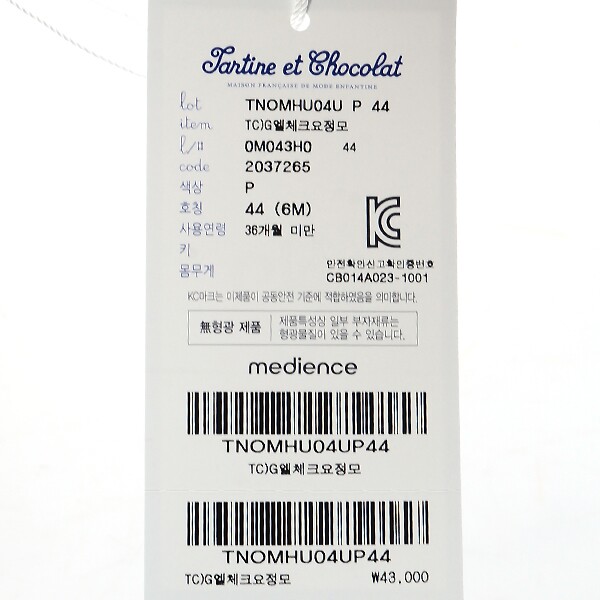 Tartine et Chocolat
MAISON FRANÇAISE DE MODE ENFANTINE
lot TNOMHU04U P 44
item TC)G엘체크요정모
l/# 0M043H0 44
code 2037265
색상 P
호칭 44 (6M)
사용연령 36개월 미만
키
몸무게
안전확인신고확인증번호
CB014A023-1001
KC마크는 이제품이 공통안전 기준에 적합하였음을 의미합니다.
無형광 제품
제품특성상 일부 부자재류는
형광물질이 있을 수 있습니다.
medience
TNOMHU04UP44
TC)G엘체크요정모
TNOMHU04UP44
TC)G엘체크요정모 ₩43,000